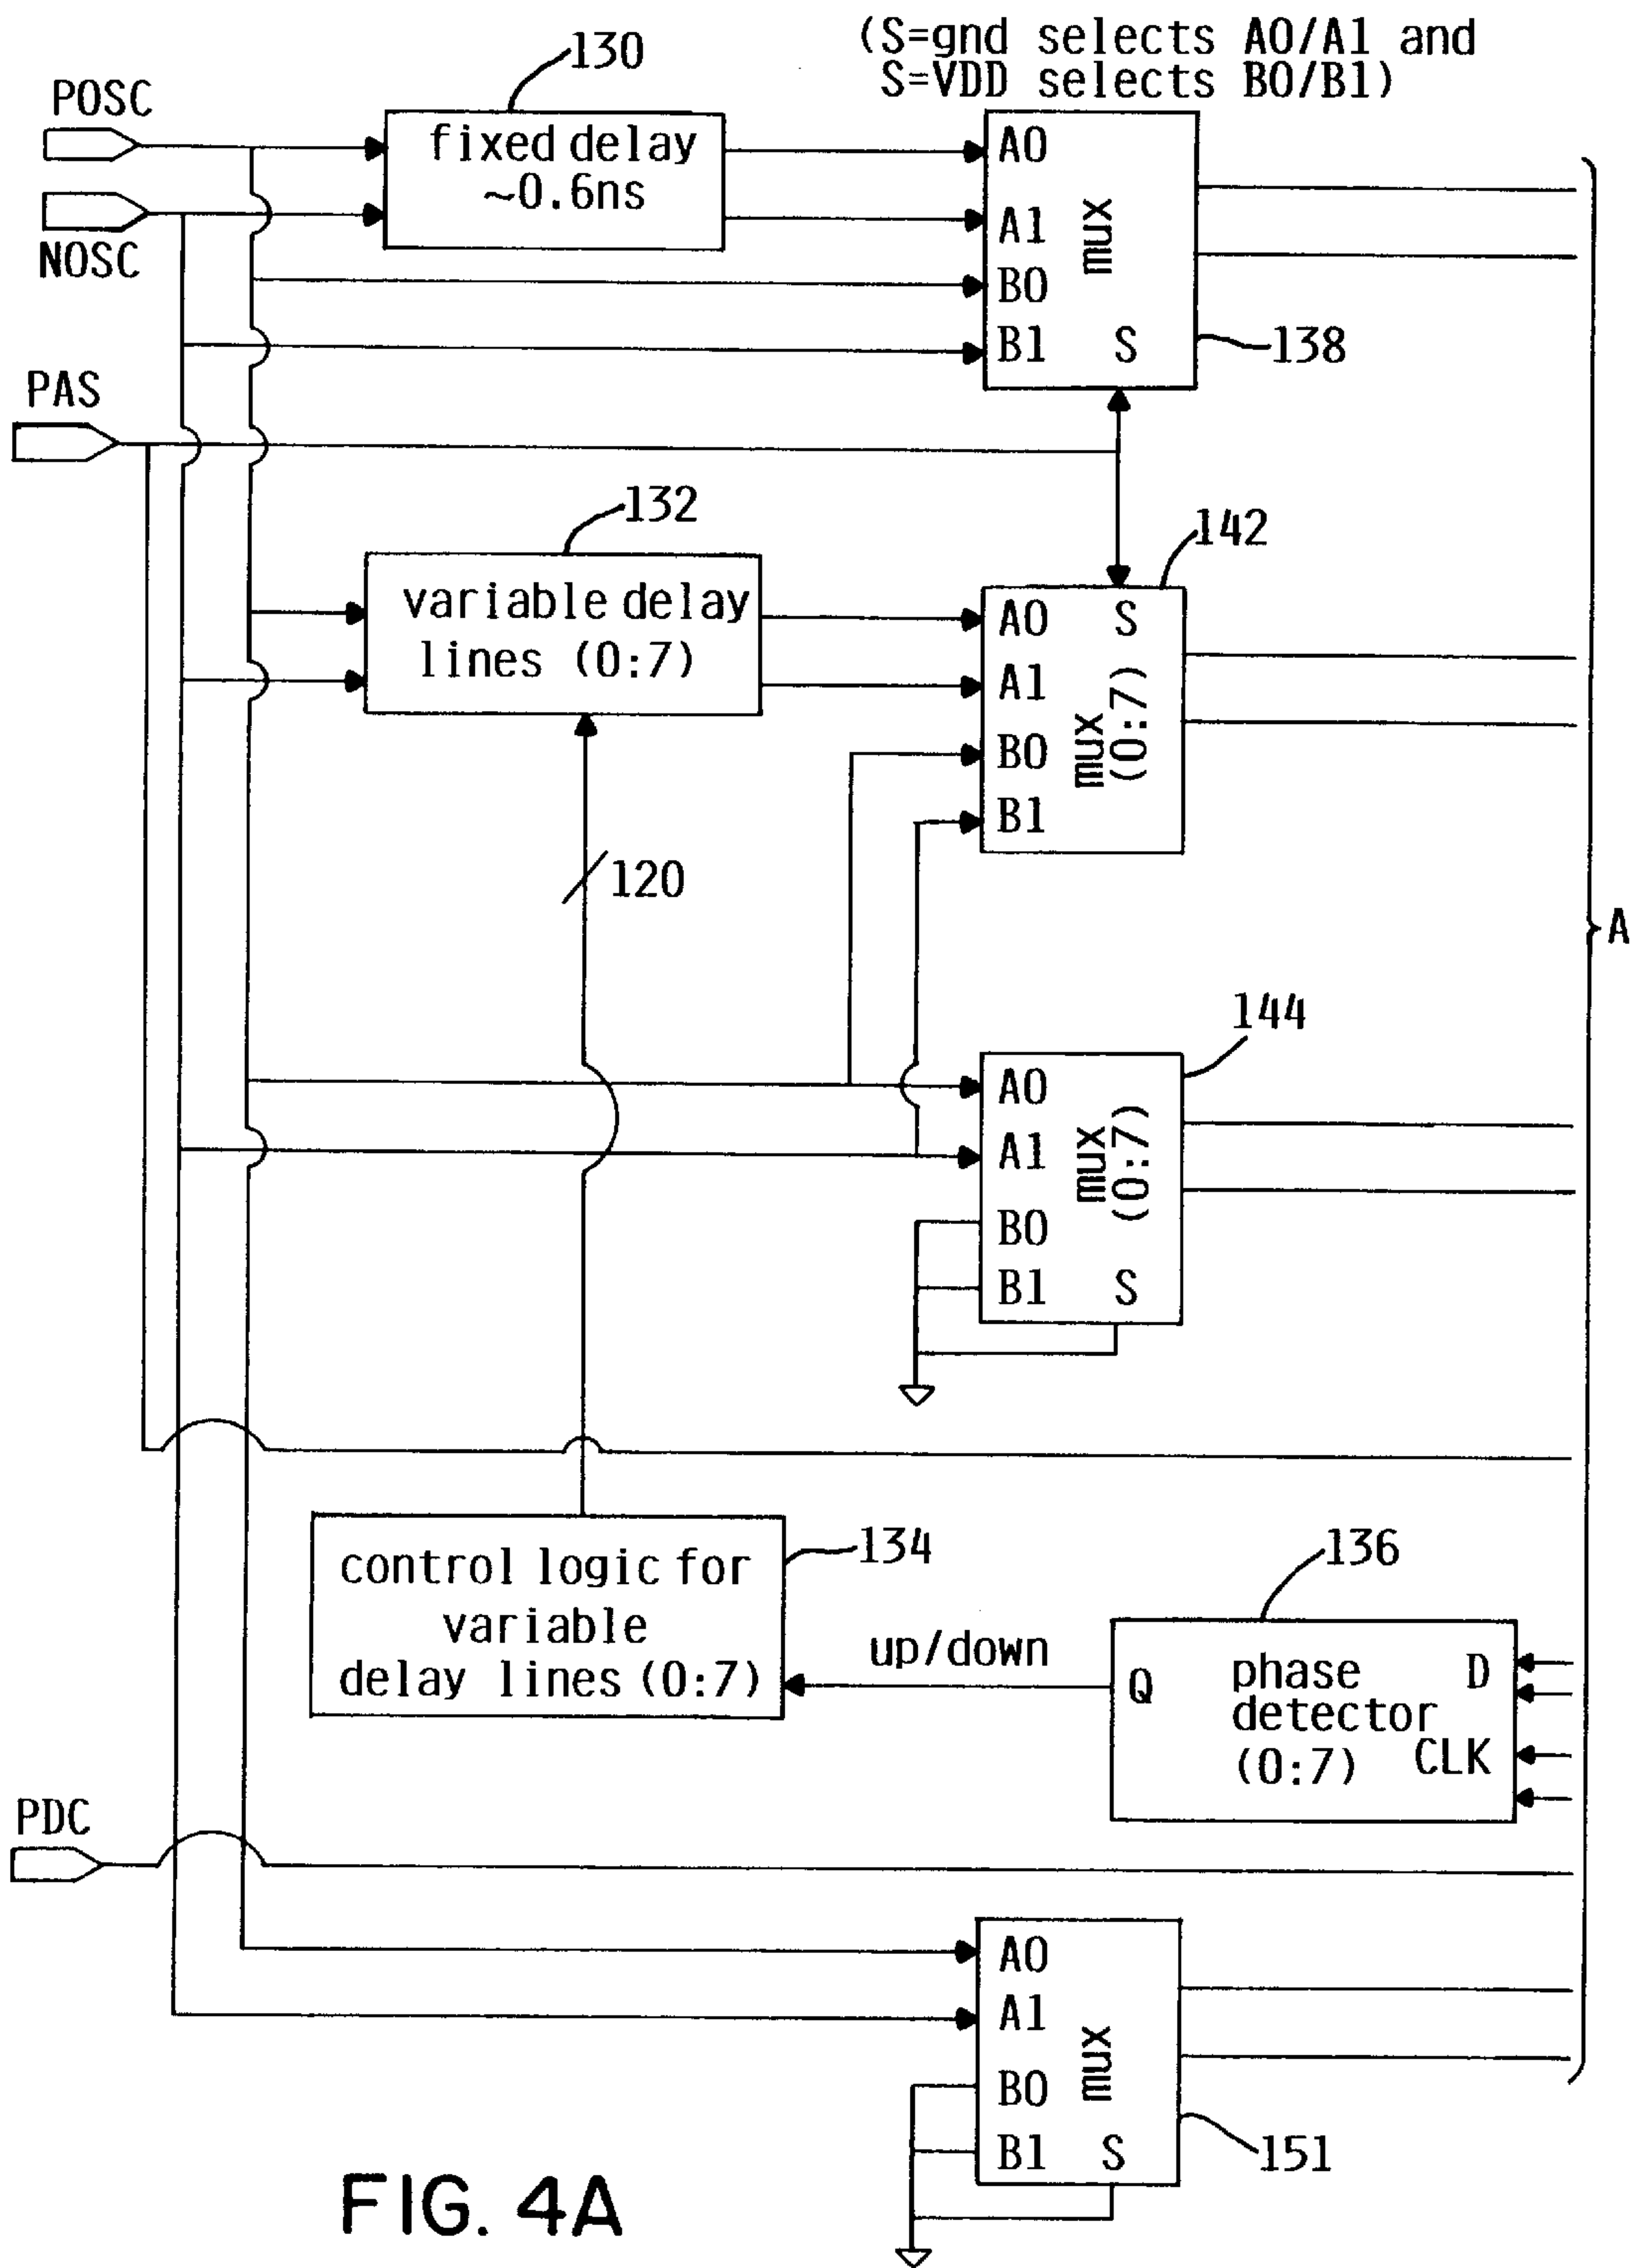 (S=gnd selects A0/A1 and
S=VDD selects B0/B1)
130
POSC
fixed delay
~0.6ns
NOSC
A0
A1
B0
B1
mux
S
138
PAS
132
variable delay
lines (0:7)
142
A0
S
A1
B0
B1
mux
(0:7)
120
A
144
A0
A1
B0
B1
mux
(0:7)
S
control logic for
variable
delay lines (0:7)
134
up/down
136
Q
phase
detector
(0:7)
D
CLK
PDC
A0
A1
B0
B1
mux
S
151
FIG. 4A